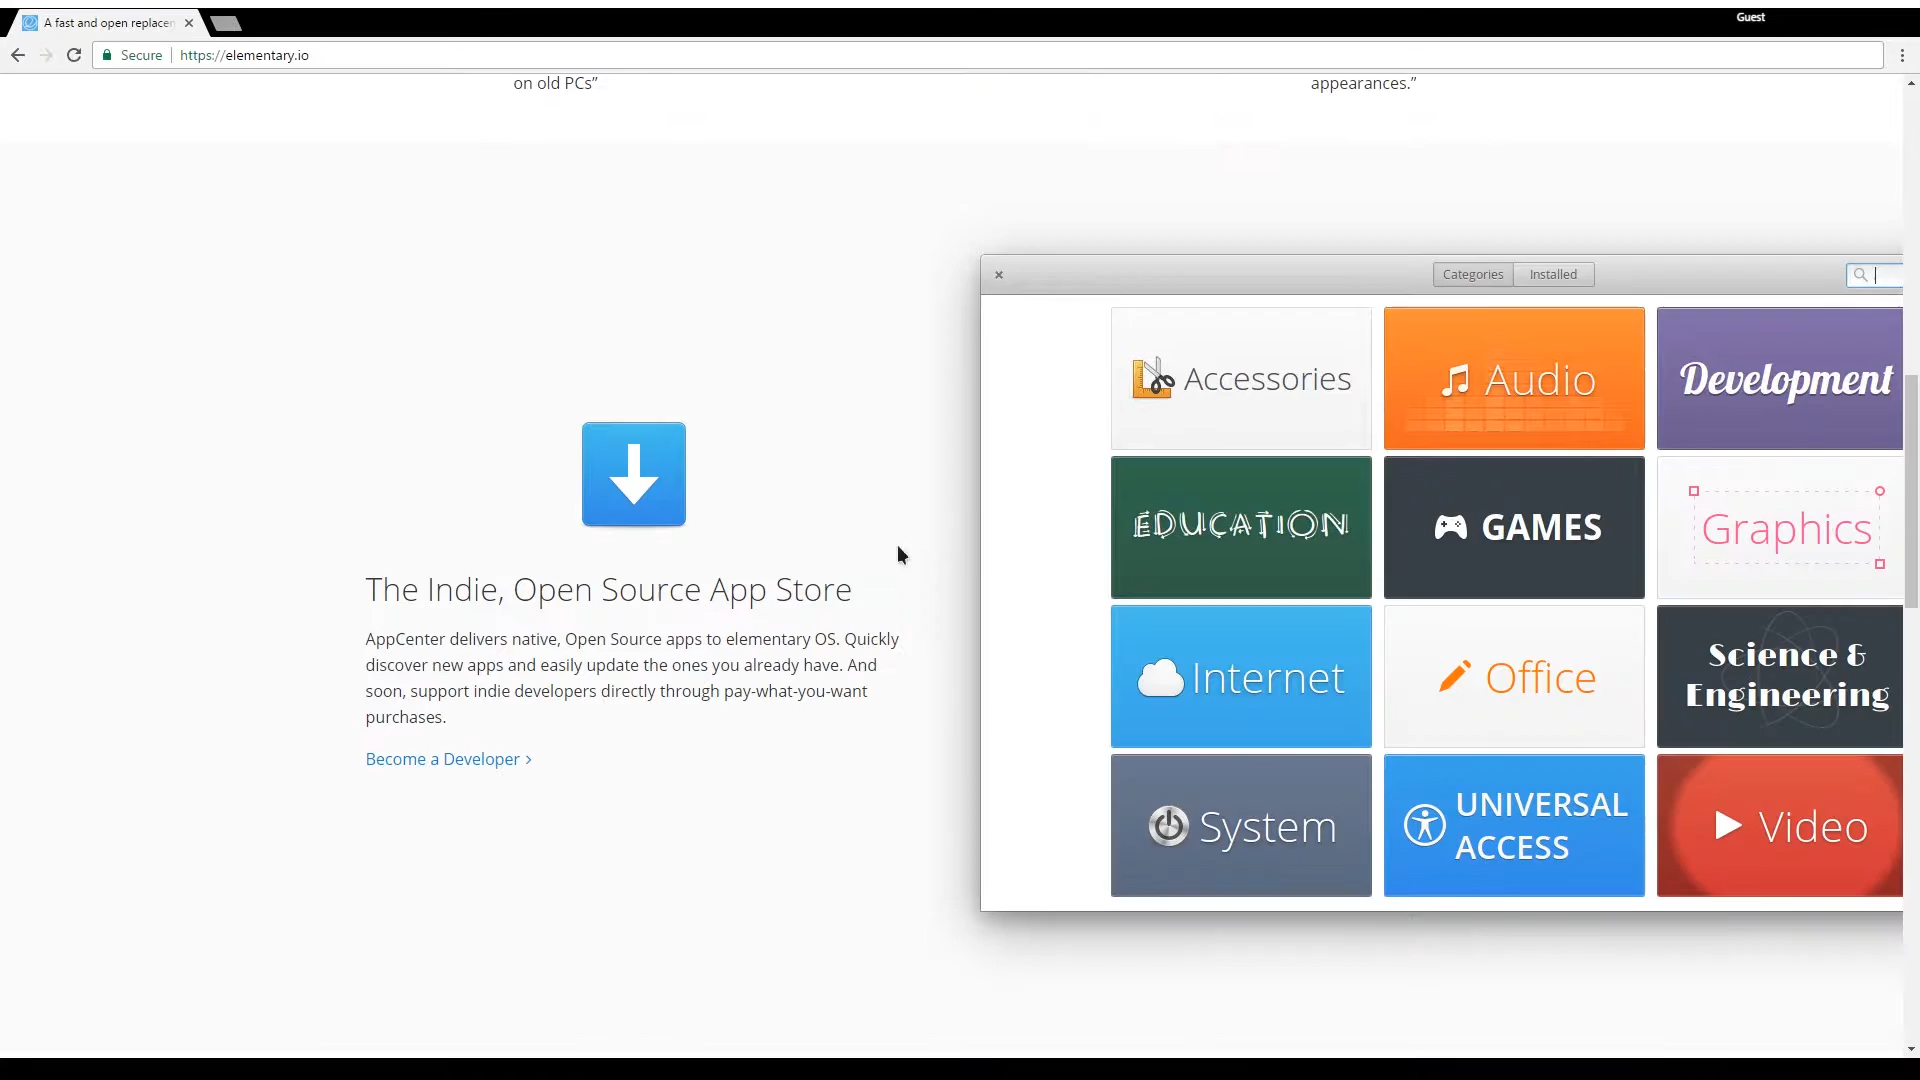 A fast and open replacen
Guest
Secure
https://elementary.io
on old PCs”
appearances.”
Categories
Installed
Accessories
Audio
Development
EDUCATION
GAMES
Graphics
The Indie, Open Source App Store
AppCenter delivers native, Open Source apps to elementary OS. Quickly
discover new apps and easily update the ones you already have. And
soon, support indie developers directly through pay-what-you-want
purchases.
Become a Developer >
Internet
Office
Science &
Engineering
System
UNIVERSAL
ACCESS
Video